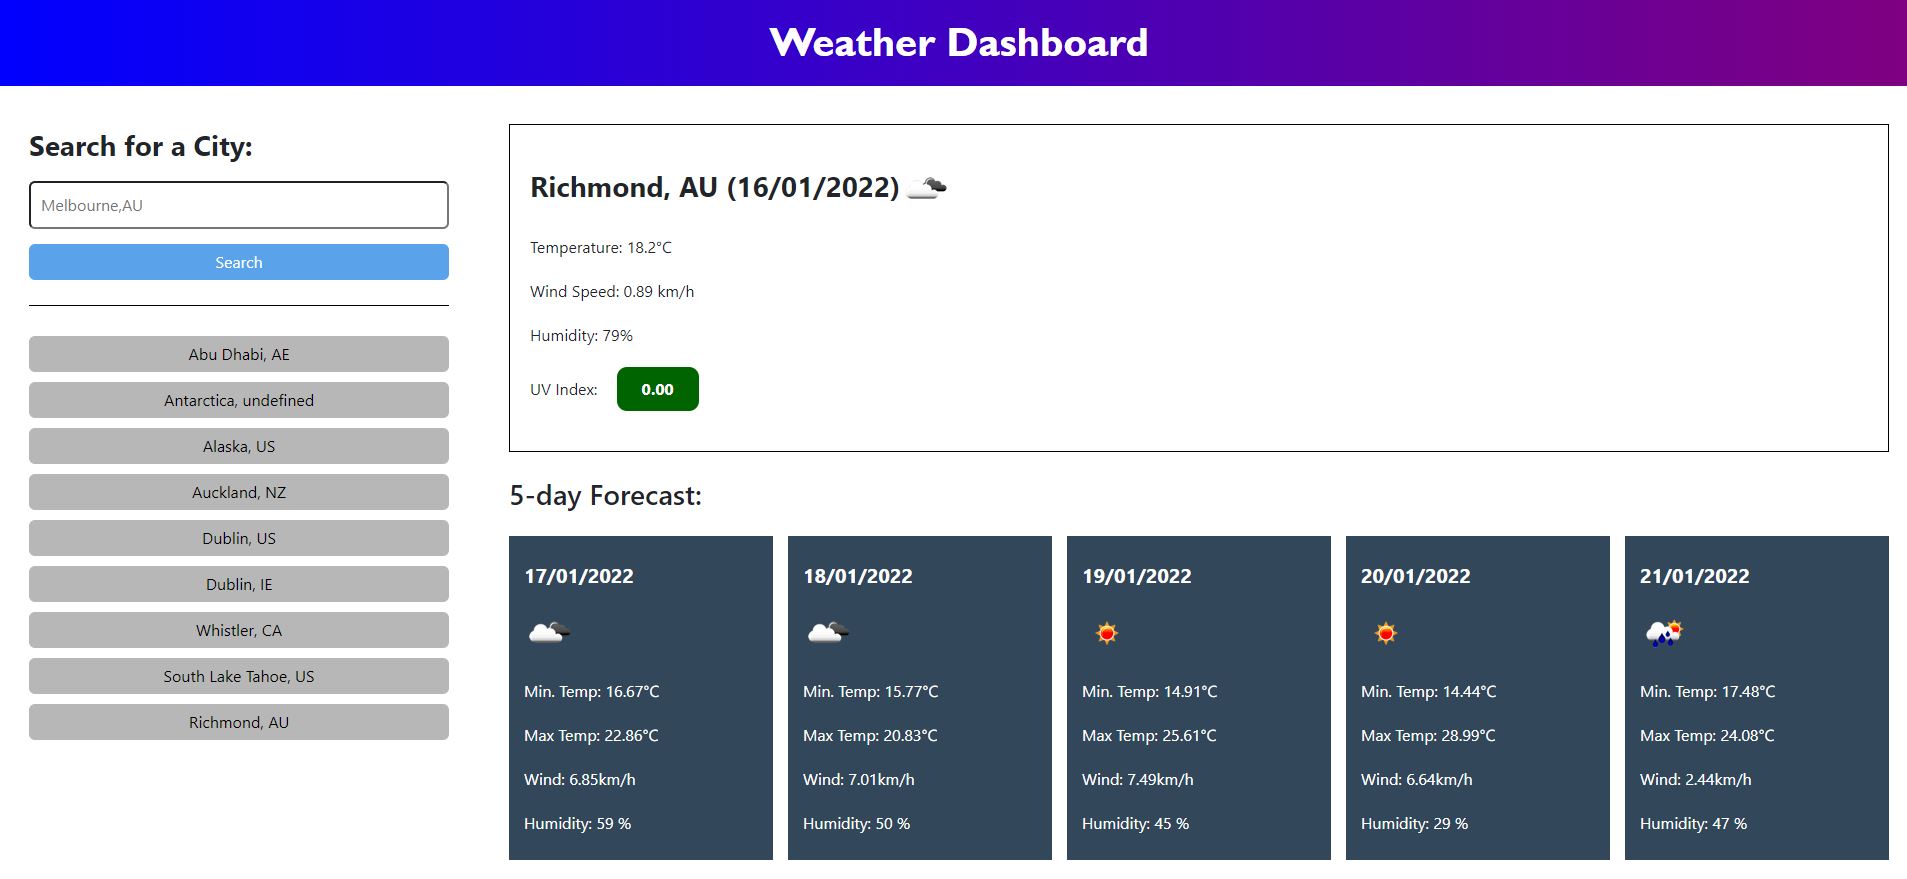 Weather Dashboard
Search for a City:
Melbourne,AU
Search
Abu Dhabi, AE
Antarctica, undefined
Alaska, US
Auckland, NZ
Dublin, US
Dublin, IE
Whistler, CA
South Lake Tahoe, US
Richmond, AU
Richmond, AU (16/01/2022)
Temperature: 18.2°C
Wind Speed: 0.89 km/h
Humidity: 79%
UV Index: 0.00
5-day Forecast:
17/01/2022
Min. Temp: 16.67°C
Max Temp: 22.86°C
Wind: 6.85km/h
Humidity: 59 %
18/01/2022
Min. Temp: 15.77°C
Max Temp: 20.83°C
Wind: 7.01km/h
Humidity: 50 %
19/01/2022
Min. Temp: 14.91°C
Max Temp: 25.61°C
Wind: 7.49km/h
Humidity: 45 %
20/01/2022
Min. Temp: 14.44°C
Max Temp: 28.99°C
Wind: 6.64km/h
Humidity: 29 %
21/01/2022
Min. Temp: 17.48°C
Max Temp: 24.08°C
Wind: 2.44km/h
Humidity: 47 %